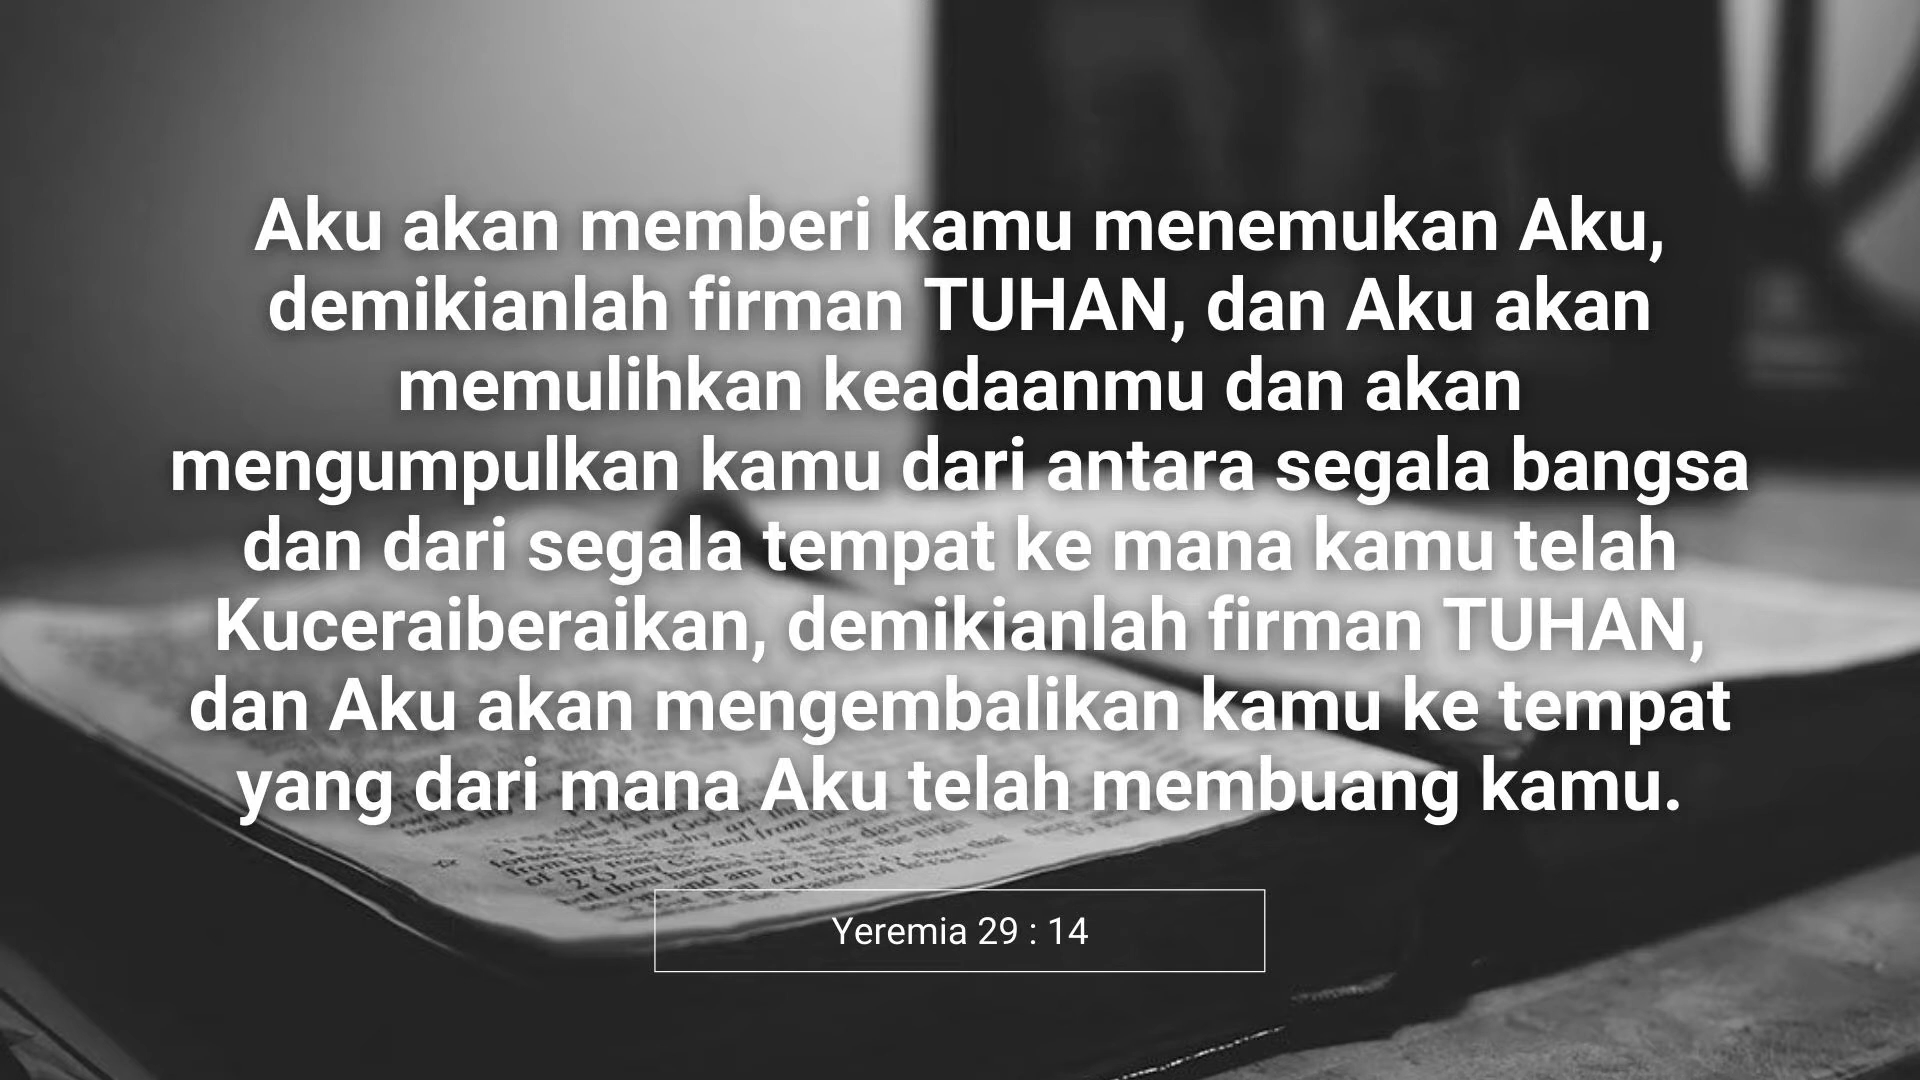 Aku akan memberi kamu menemukan Aku,
demikianlah firman TUHAN, dan Aku akan
memulihkan keadaanmu dan akan
mengumpulkan kamu dari antara segala bangsa
dan dari segala tempat ke mana kamu telah
Kuceraiberaikan, demikianlah firman TUHAN,
dan Aku akan mengembalikan kamu ke tempat
yang dari mana Aku telah membuang kamu.
Yeremia 29 : 14